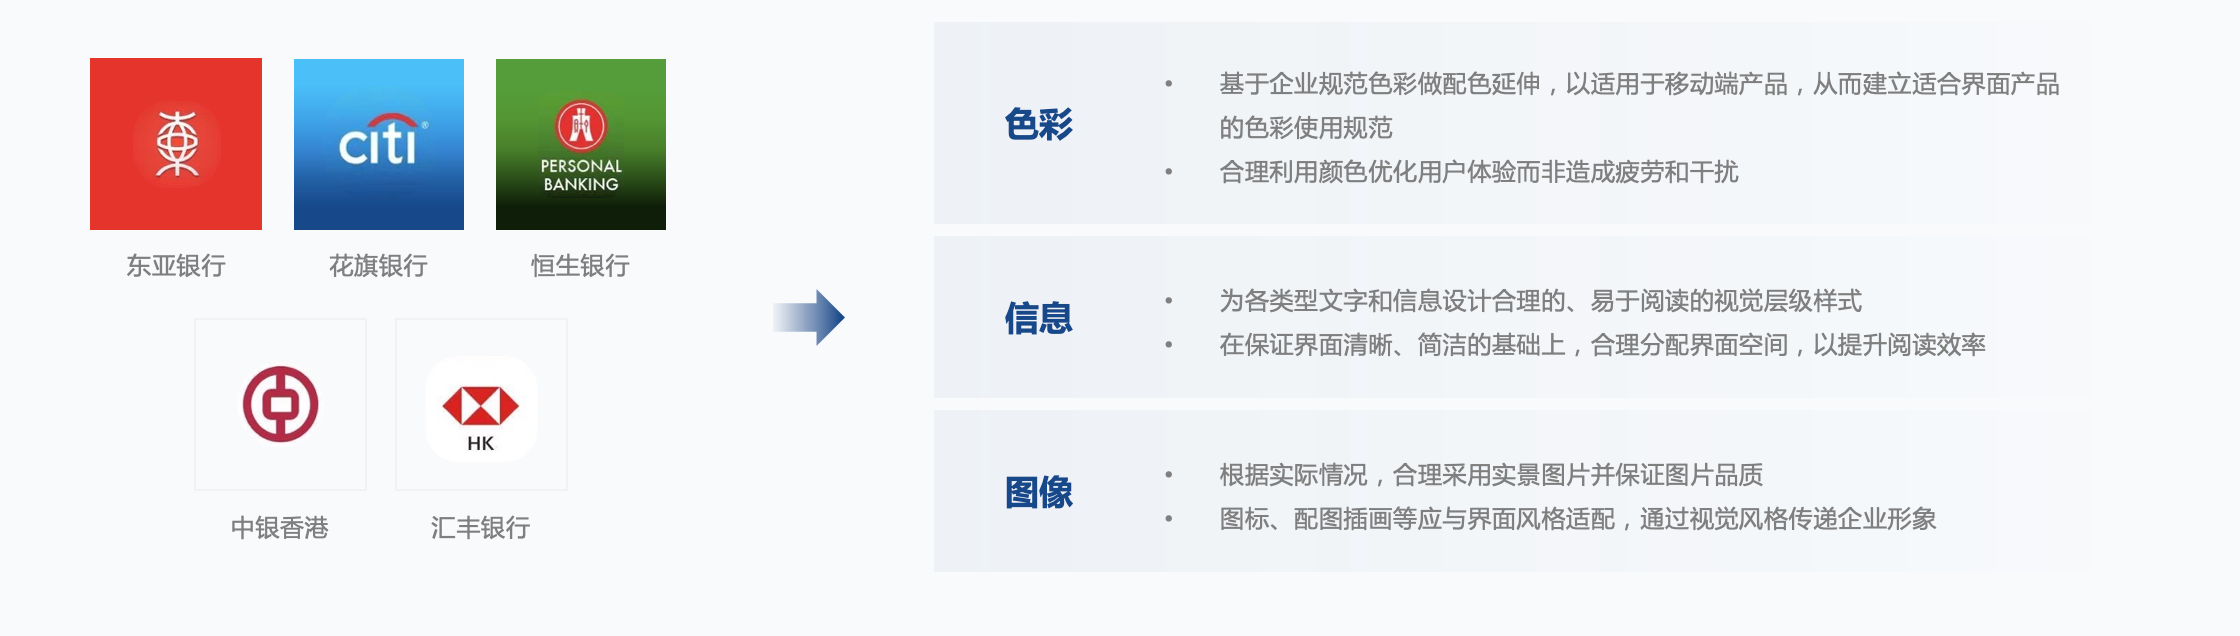 citi®
PERSONAL
BANKING
东亚银行
花旗银行
恒生银行
HK
中银香港
汇丰银行
色彩
• 基于企业规范色彩做配色延伸，以适用于移动端产品，从而建立适合界面产品
的色彩使用规范
• 合理利用颜色优化用户体验而非造成疲劳和干扰
信息
• 为各类型文字和信息设计合理的、易于阅读的视觉层级样式
• 在保证界面清晰、简洁的基础上，合理分配界面空间，以提升阅读效率
图像
• 根据实际情况，合理采用实景图片并保证图片品质
• 图标、配图插画等应与界面风格适配，通过视觉风格传递企业形象